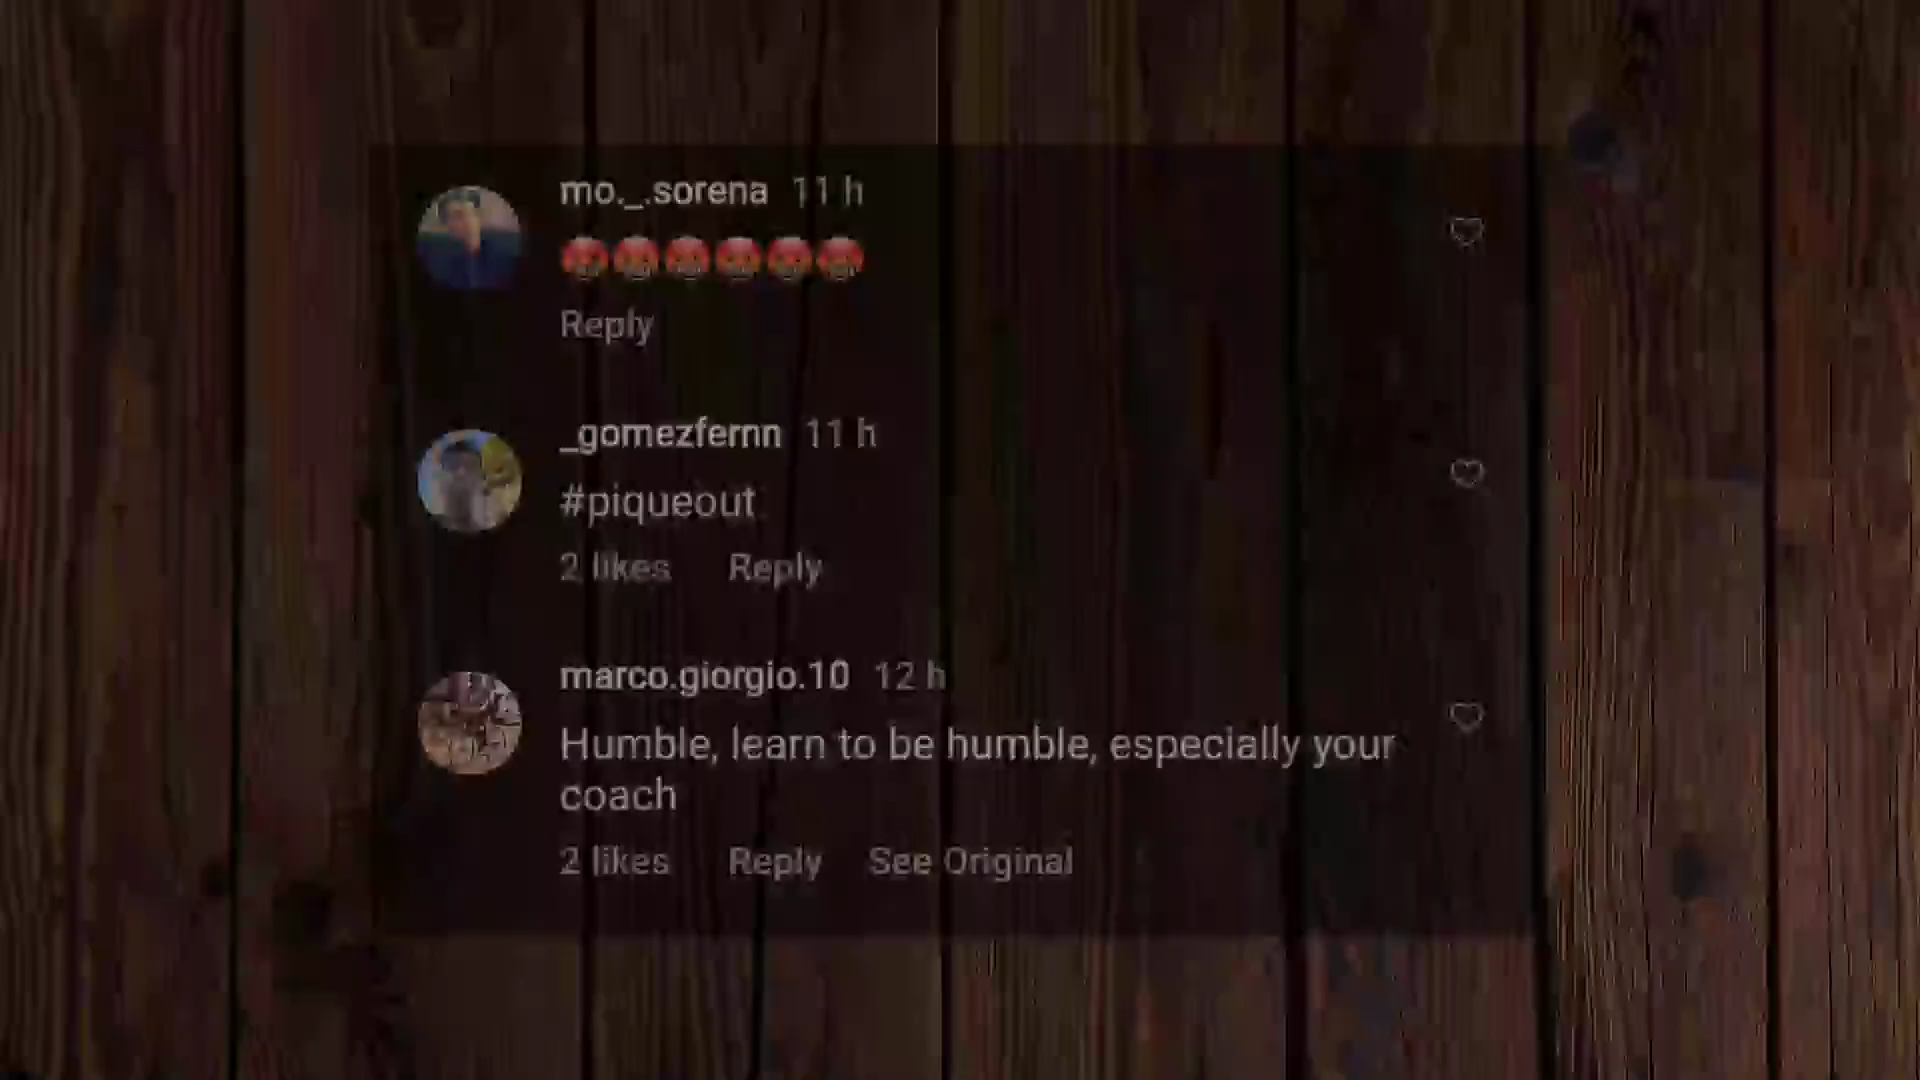 mo._.sorena 11 h
😡😡😡😡😡😡
Reply
_gomezfernn 11 h
#piqueout
2 likes Reply
marco.giorgio.10 12 h
Humble, learn to be humble, especially your
coach
2 likes Reply See Original